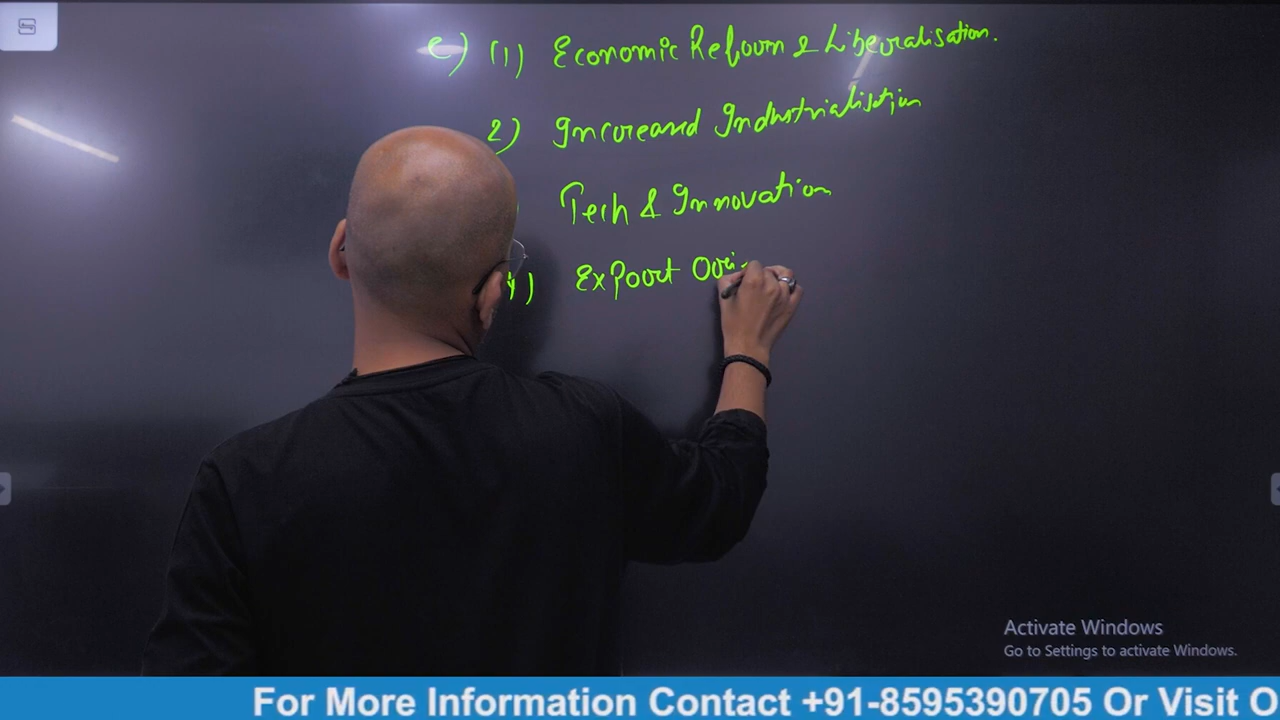 c) (1) Economic Reform & Liberalisation.
2) Increased Industrialisation
Tech & Innovation
4) Export Ori
Activate Windows
Go to Settings to activate Windows.
For More Information Contact +91-8595390705 Or Visit O